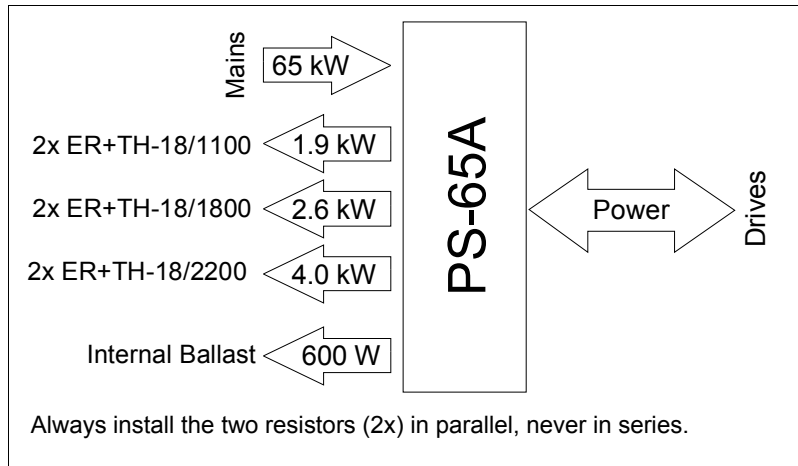 Mains
65 kW
2x ER+TH-18/1100
1.9 kW
2x ER+TH-18/1800
2.6 kW
2x ER+TH-18/2200
4.0 kW
Internal Ballast
600 W
PS-65A
Power
Drives
Always install the two resistors (2x) in parallel, never in series.